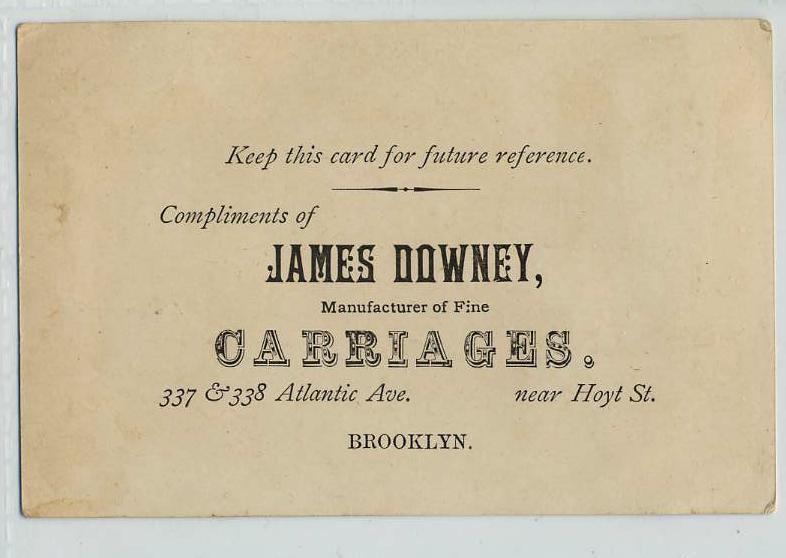 Keep this card for future reference.
Compliments of
JAMES DOWNEY,
Manufacturer of Fine
CARRIAGES.
337 & 338 Atlantic Ave. near Hoyt St.
BROOKLYN.